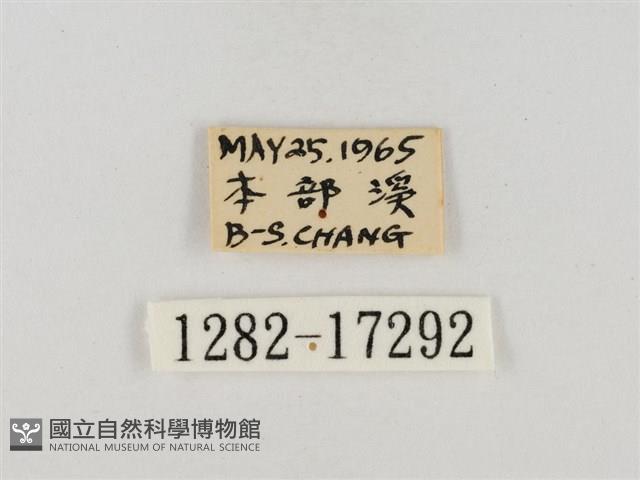 MAY 25.1965
本部溪
B-S.CHANG
1282-17292
國立自然科學博物館
NATIONAL MUSEUM OF NATURAL SCIENCE